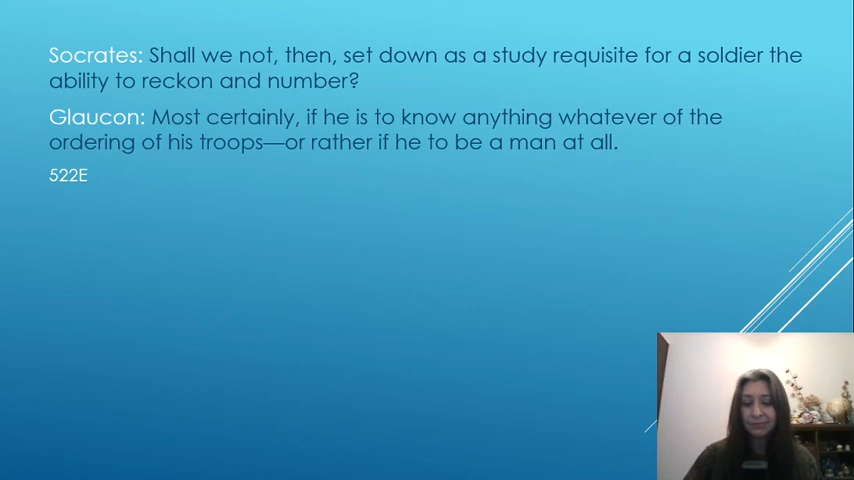 Socrates: Shall we not, then, set down as a study requisite for a soldier the
ability to reckon and number?
Glaucon: Most certainly, if he is to know anything whatever of the
ordering of his troops—or rather if he to be a man at all.
522E